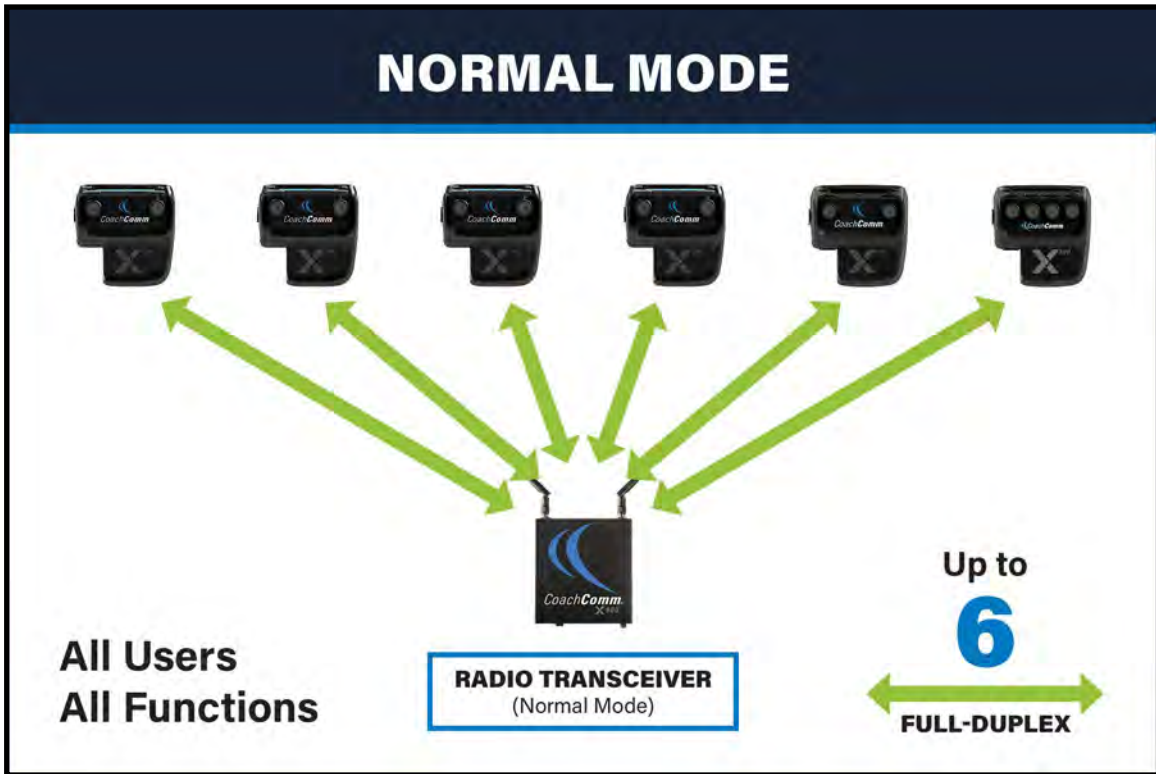 NORMAL MODE
CoachComm
X
CoachComm
X
CoachComm
X
CoachComm
X
CoachComm
X
CoachComm
X
CoachComm
X
Up to
6
FULL-DUPLEX
All Users
All Functions
RADIO TRANSCEIVER
(Normal Mode)